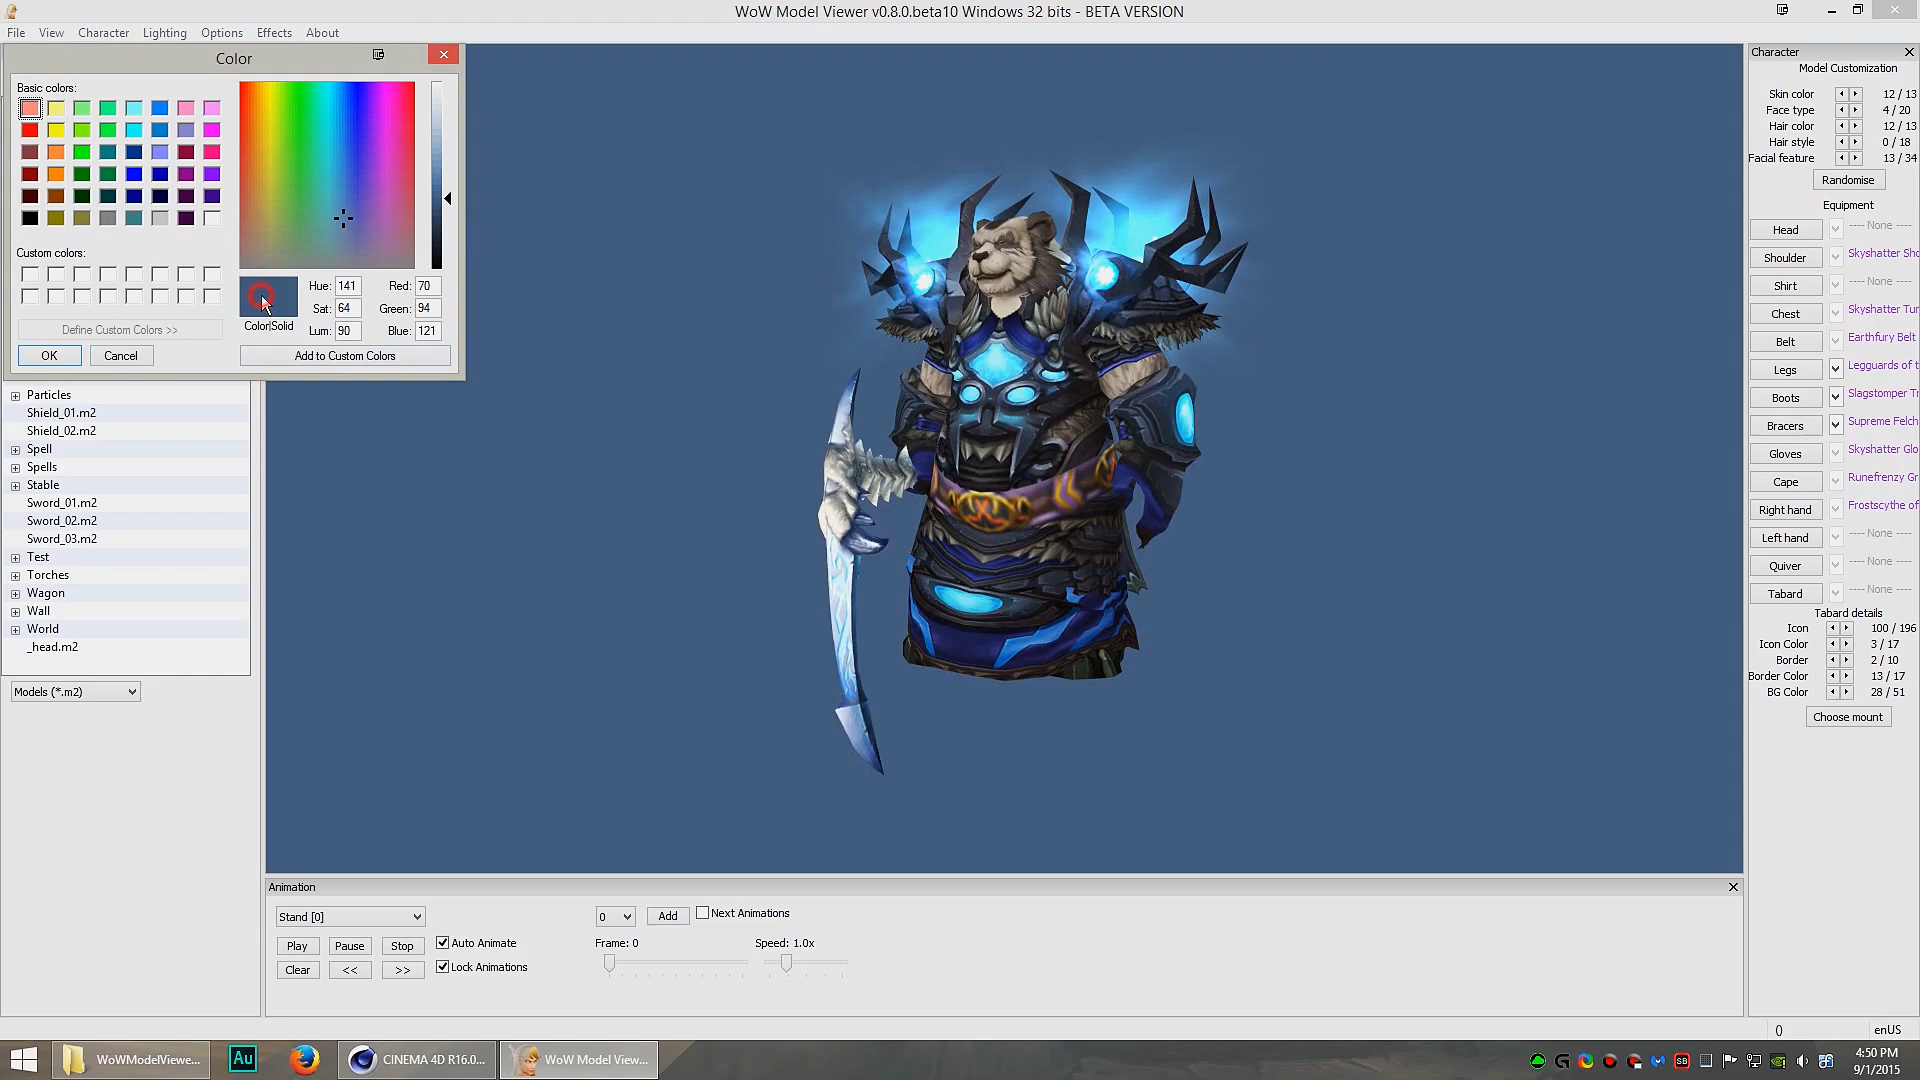 WoW Model Viewer v0.8.0.beta10 Windows 32 bits - BETA VERSION
File View Character Lighting Options Effects About
Color
Basic colors:
Custom colors:
Define Custom Colors >>
OK Cancel
Color|Solid
Hue: 141 Red: 70
Sat: 64 Green: 94
Lum: 90 Blue: 121
Add to Custom Colors
Particles
Shield_01.m2
Shield_02.m2
Spell
Spells
Stable
Sword_01.m2
Sword_02.m2
Sword_03.m2
Test
Torches
Wagon
Wall
World
_head.m2
Models (*.m2)
Character
Model Customization
Skin color 12 / 13
Face type 4 / 20
Hair color 12 / 13
Hair style 0 / 18
Facial feature 13 / 34
Randomise
Equipment
Head ---- None ----
Shoulder Skyshatter Sho
Shirt ---- None ----
Chest Skyshatter Tun
Belt Earthfury Belt
Legs Legguards of t
Boots Slagstomper Tr
Bracers Supreme Felch
Gloves Skyshatter Glo
Cape Runefrenzy Gr
Right hand Frostscythe of
Left hand ---- None ----
Quiver ---- None ----
Tabard ---- None ----
Tabard details
Icon 100 / 196
Icon Color 3 / 17
Border 2 / 10
Border Color 13 / 17
BG Color 28 / 51
Choose mount
Animation
Stand [0] 0 Add Next Animations
Play Pause Stop Auto Animate Frame: 0 Speed: 1.0x
Clear << >> Lock Animations
() enUS
WoWModelViewe... Au CINEMA 4D R16.0... WoW Model View... SB
4:50 PM
9/1/2015